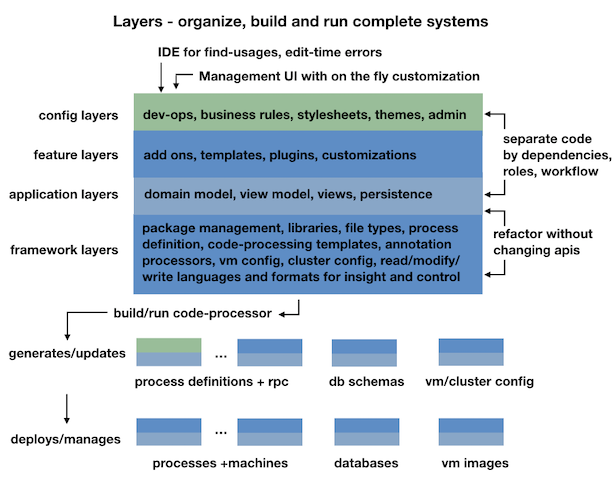 Layers - organize, build and run complete systems
IDE for find-usages, edit-time errors
Management UI with on the fly customization
config layers
dev-ops, business rules, stylesheets, themes, admin
feature layers
add ons, templates, plugins, customizations
separate code
by dependencies,
roles, workflow
application layers
domain model, view model, views, persistence
framework layers
package management, libraries, file types, process
definition, code-processing templates, annotation
processors, vm config, cluster config, read/modify/
write languages and formats for insight and control
refactor without
changing apis
build/run code-processor
generates/updates
...
process definitions + rpc
db schemas
vm/cluster config
deploys/manages
...
processes +machines
databases
vm images